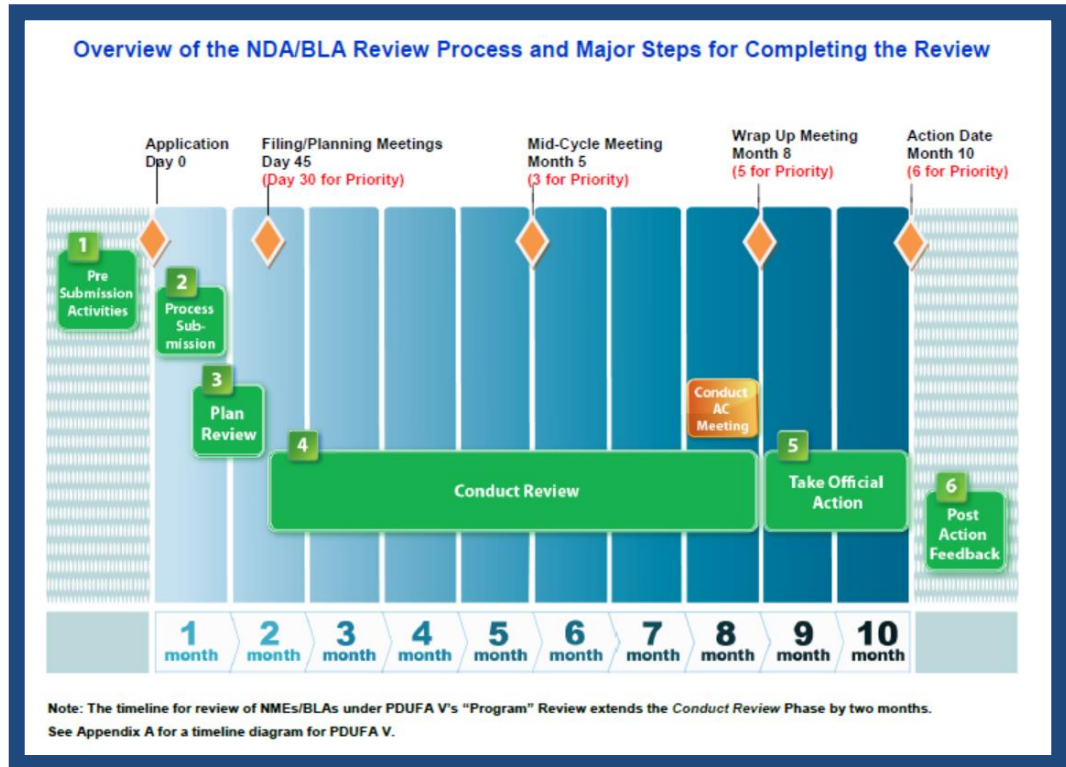 Overview of the NDA/BLA Review Process and Major Steps for Completing the Review
Application
Day 0
Filing/Planning Meetings
Day 45
(Day 30 for Priority)
Mid-Cycle Meeting
Month 5
(3 for Priority)
Wrap Up Meeting
Month 8
(5 for Priority)
Action Date
Month 10
(6 for Priority)
1
Pre
Submission
Activities
2
Process
Sub-
mission
3
Plan
Review
4
Conduct Review
Conduct
AC
Meeting
5
Take Official
Action
6
Post
Action
Feedback
1
month
2
month
3
month
4
month
5
month
6
month
7
month
8
month
9
month
10
month
Note: The timeline for review of NMEs/BLAs under PDUFA V's "Program" Review extends the Conduct Review Phase by two months.
See Appendix A for a timeline diagram for PDUFA V.